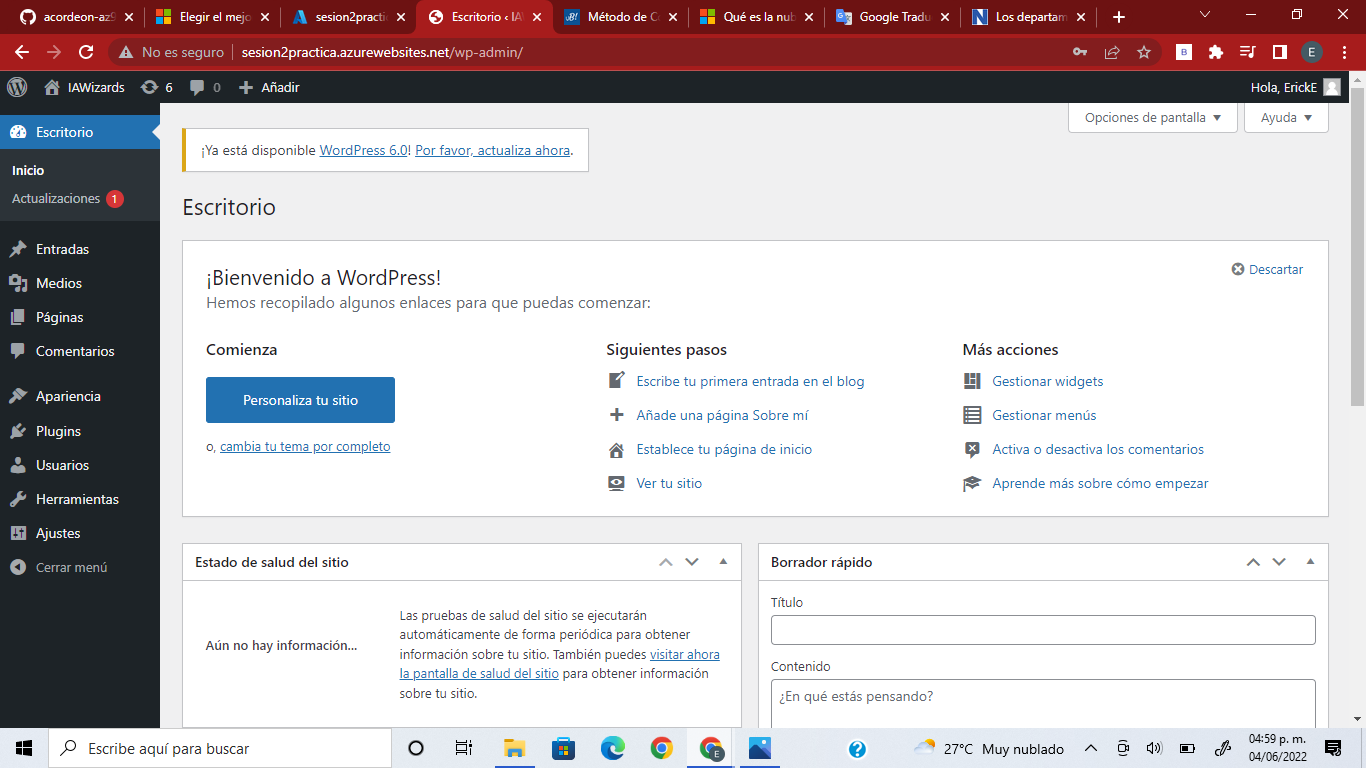 acordeon-az9
Elegir el mejo
sesion2practic
Escritorio ‹ IAW
Método de C
Qué es la nub
Google Tradu
Los departam
No es seguro
sesion2practica.azurewebsites.net/wp-admin/
E
IAWizards
6
0
Añadir
Hola, ErickE
Escritorio
Inicio
Actualizaciones 1
Entradas
Medios
Páginas
Comentarios
Apariencia
Plugins
Usuarios
Herramientas
Ajustes
Cerrar menú
Opciones de pantalla
Ayuda
¡Ya está disponible WordPress 6.0! Por favor, actualiza ahora.
Escritorio
¡Bienvenido a WordPress!
Descartar
Hemos recopilado algunos enlaces para que puedas comenzar:
Comienza
Personaliza tu sitio
o, cambia tu tema por completo
Siguientes pasos
Escribe tu primera entrada en el blog
Añade una página Sobre mí
Establece tu página de inicio
Ver tu sitio
Más acciones
Gestionar widgets
Gestionar menús
Activa o desactiva los comentarios
Aprende más sobre cómo empezar
Estado de salud del sitio
Aún no hay información...
Las pruebas de salud del sitio se ejecutarán
automáticamente de forma periódica para obtener
información sobre tu sitio. También puedes visitar ahora
la pantalla de salud del sitio para obtener información
sobre tu sitio.
Borrador rápido
Título
Contenido
¿En qué estás pensando?
Escribe aquí para buscar
27°C Muy nublado
04:59 p. m.
04/06/2022